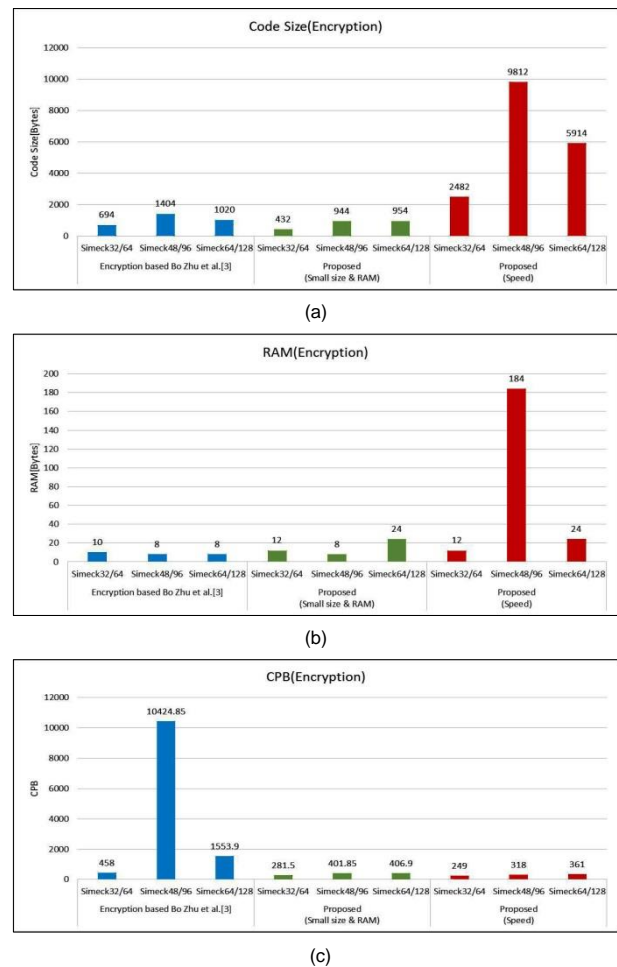 Code Size(Encryption)
12000
10000
8000
6000
4000
2000
0
Code Size[Bytes]
694
1404
1020
432
944
954
2482
9812
5914
Simeck32/64 Simeck48/96 Simeck64/128 Simeck32/64 Simeck48/96 Simeck64/128 Simeck32/64 Simeck48/96 Simeck64/128
Encryption based Bo Zhu et al.[3] Proposed Proposed
(Small size & RAM) (Speed)
(a)
RAM(Encryption)
200
180
160
140
120
100
80
60
40
20
0
RAM[Bytes]
10
8
8
12
8
24
12
184
24
Simeck32/64 Simeck48/96 Simeck64/128 Simeck32/64 Simeck48/96 Simeck64/128 Simeck32/64 Simeck48/96 Simeck64/128
Encryption based Bo Zhu et al.[3] Proposed Proposed
(Small size & RAM) (Speed)
(b)
CPB(Encryption)
12000
10000
8000
6000
4000
2000
0
CPB
458
10424.85
1553.9
281.5
401.85
406.9
249
318
361
Simeck32/64 Simeck48/96 Simeck64/128 Simeck32/64 Simeck48/96 Simeck64/128 Simeck32/64 Simeck48/96 Simeck64/128
Encryption based Bo Zhu et al.[3] Proposed Proposed
(Small size & RAM) (Speed)
(c)